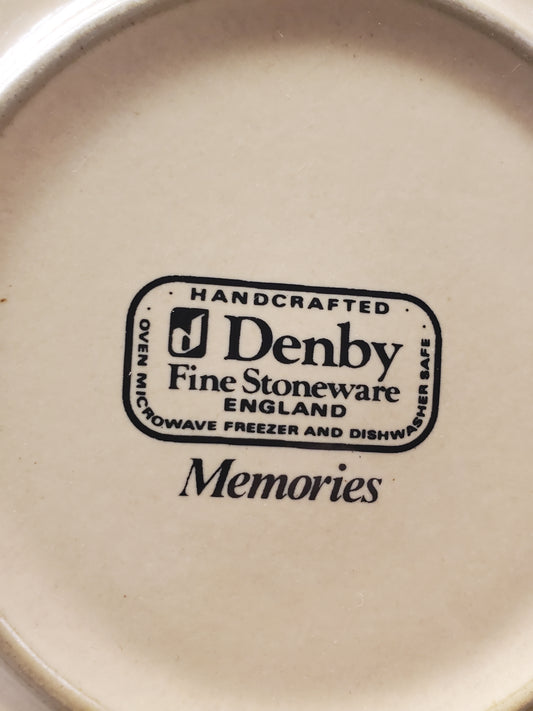 · HANDCRAFTED ·
d Denby
Fine Stoneware
ENGLAND
· OVEN MICROWAVE FREEZER AND DISHWASHER SAFE ·
Memories